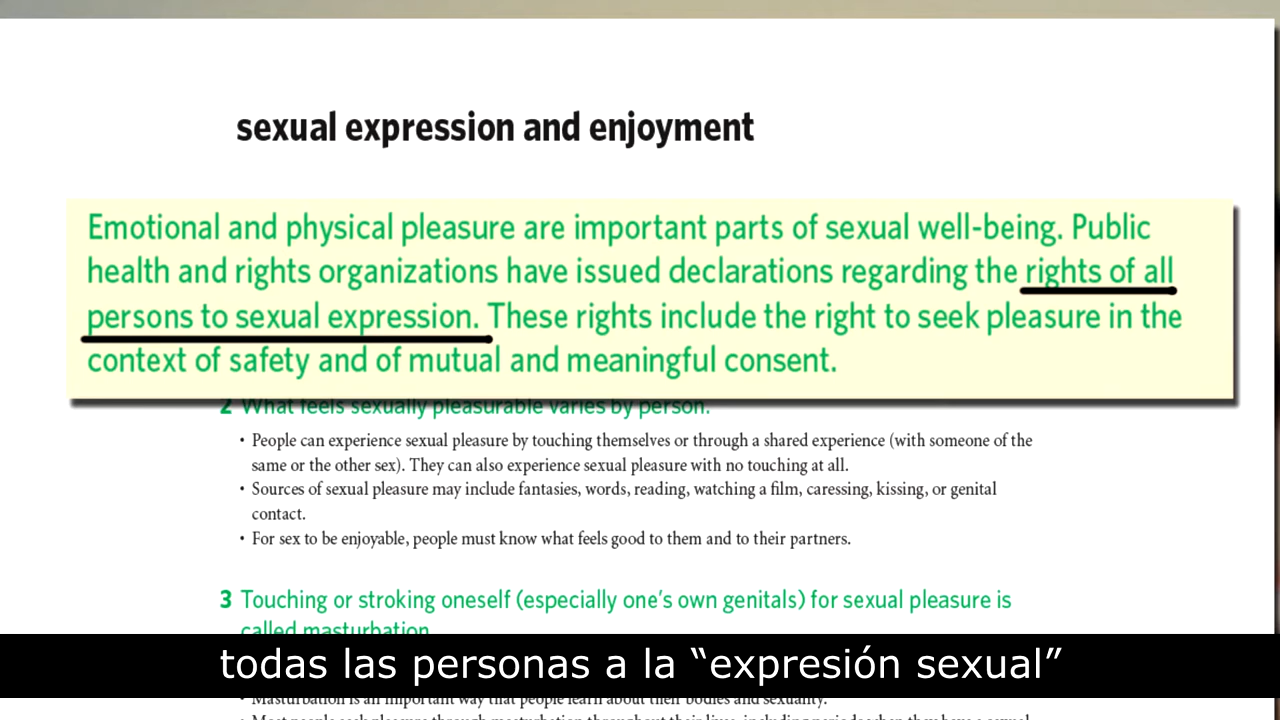 sexual expression and enjoyment
Emotional and physical pleasure are important parts of sexual well-being. Public
health and rights organizations have issued declarations regarding the rights of all
persons to sexual expression. These rights include the right to seek pleasure in the
context of safety and of mutual and meaningful consent.
2 What feels sexually pleasurable varies by person.
• People can experience sexual pleasure by touching themselves or through a shared experience (with someone of the
same or the other sex). They can also experience sexual pleasure with no touching at all.
• Sources of sexual pleasure may include fantasies, words, reading, watching a film, caressing, kissing, or genital
contact.
• For sex to be enjoyable, people must know what feels good to them and to their partners.
3 Touching or stroking oneself (especially one's own genitals) for sexual pleasure is
called masturbation
todas las personas a la “expresión sexual”
• Masturbation is an important way that people learn about their bodies and sexuality.